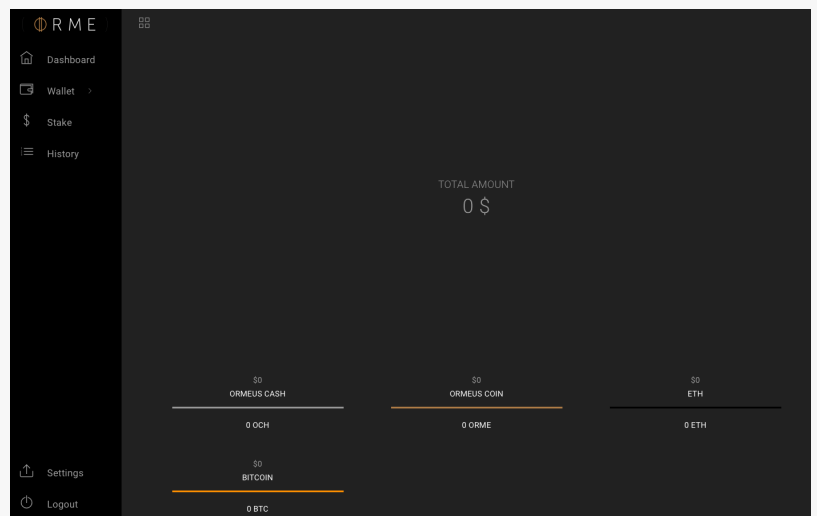 ORME
Dashboard
Wallet
Stake
History
Settings
Logout
TOTAL AMOUNT
0 $
$0
ORMEUS CASH
0 OCH
$0
ORMEUS COIN
0 ORME
$0
ETH
0 ETH
$0
BITCOIN
0 BTC